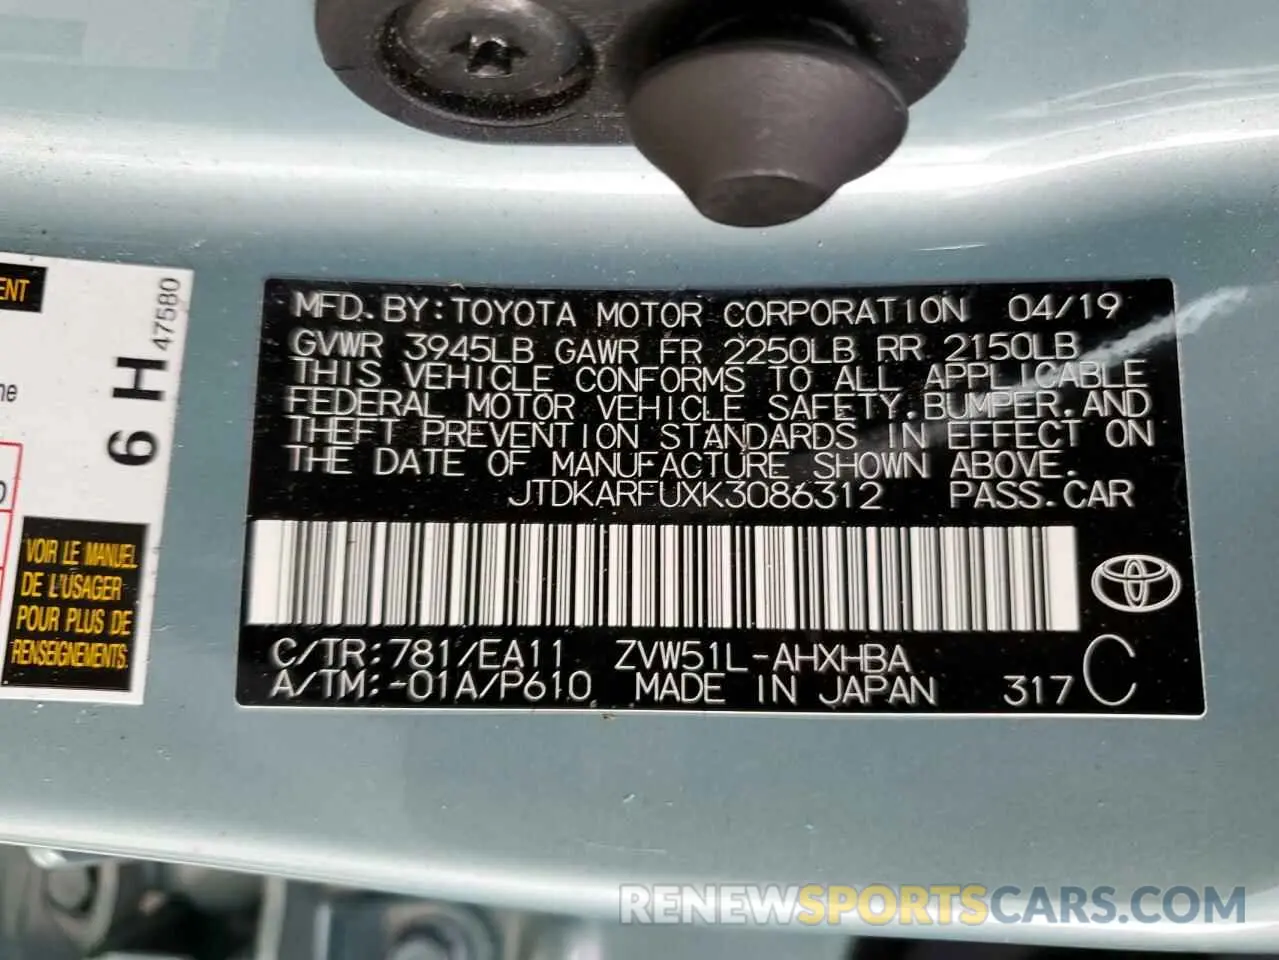 MFD. BY: TOYOTA MOTOR CORPORATION 04/19
GVWR 3945LB GAWR FR 2250LB RR 2150LB
THIS VEHICLE CONFORMS TO ALL APPLICABLE
FEDERAL MOTOR VEHICLE SAFETY, BUMPER, AND
THEFT PREVENTION STANDARDS IN EFFECT ON
THE DATE OF MANUFACTURE SHOWN ABOVE.
JTDKARFUXK3086312 PASS. CAR
C/TR: 781/EA11 ZVW51L-AHXHBA
A/TM: -01A/P610 MADE IN JAPAN 317 C
6 H
47580
VOIR LE MANUEL
DE L'USAGER
POUR PLUS DE
RENSEIGNEMENTS.
RENEWSPORTSCARS.COM